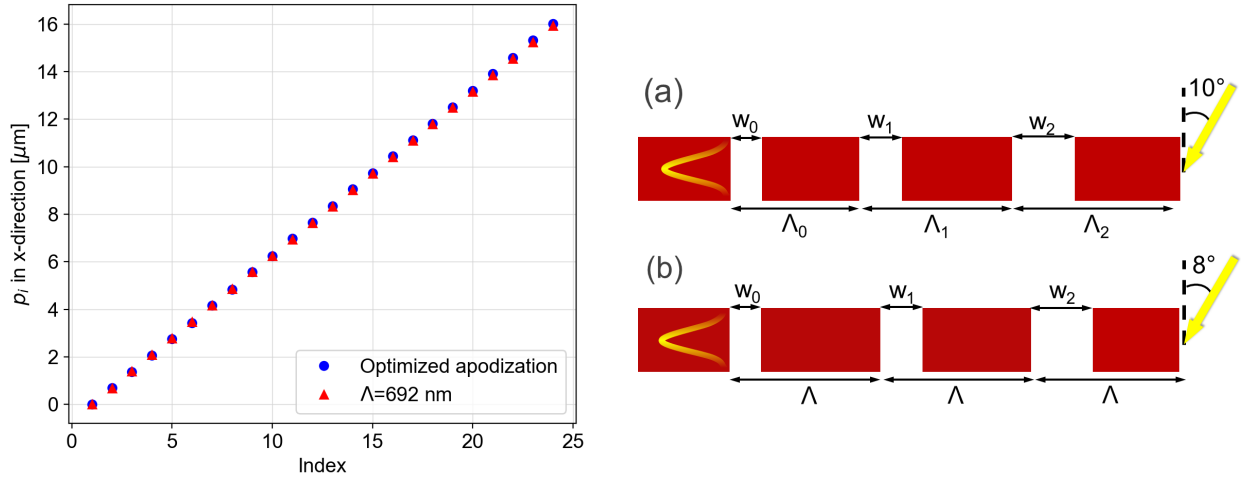 16
14
12
10
8
6
4
2
0
p_i in x-direction [μm]
0 5 10 15 20 25
Index
Optimized apodization
Λ=692 nm
(a)
w₀ w₁ w₂
10°
Λ₀ Λ₁ Λ₂
(b)
w₀ w₁ w₂
8°
Λ Λ Λ